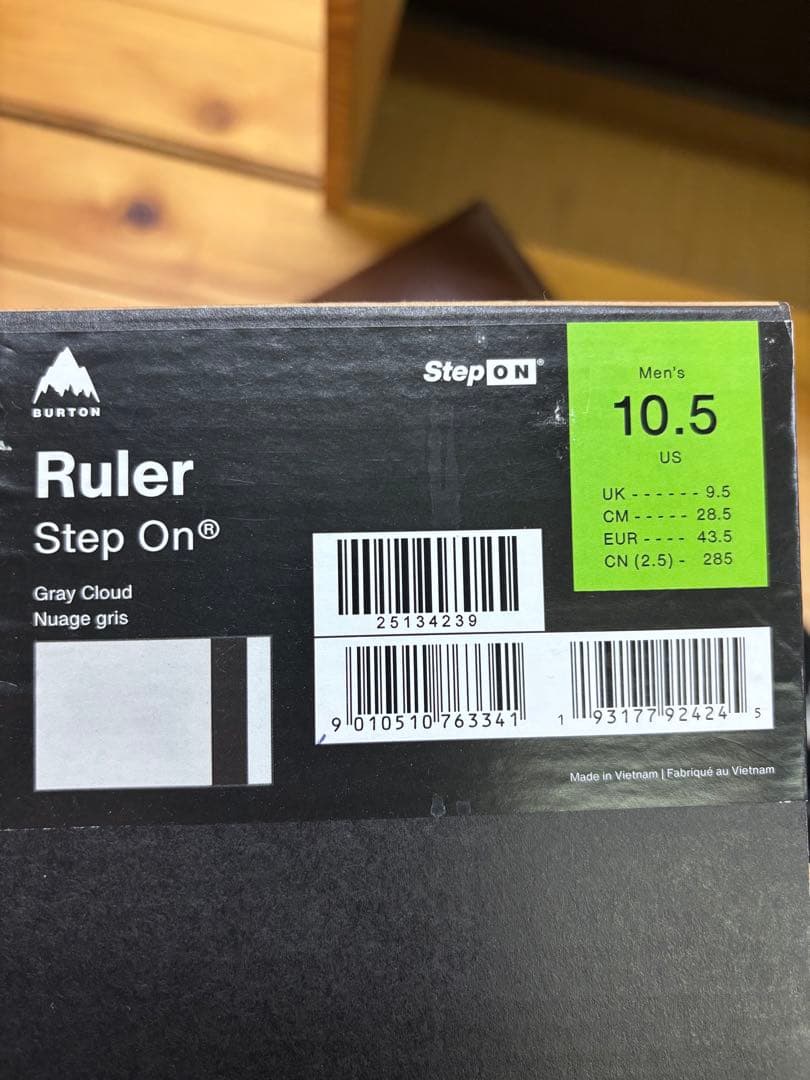 BURTON
Ruler
Step On®
Gray Cloud
Nuage gris
StepON®
Men's
10.5
US
UK - - - - - - 9.5
CM - - - - - 28.5
EUR - - - - 43.5
CN (2.5) - 285
25134239
9 010510 763341
1 93177 92424 5
Made in Vietnam | Fabriqué au Vietnam